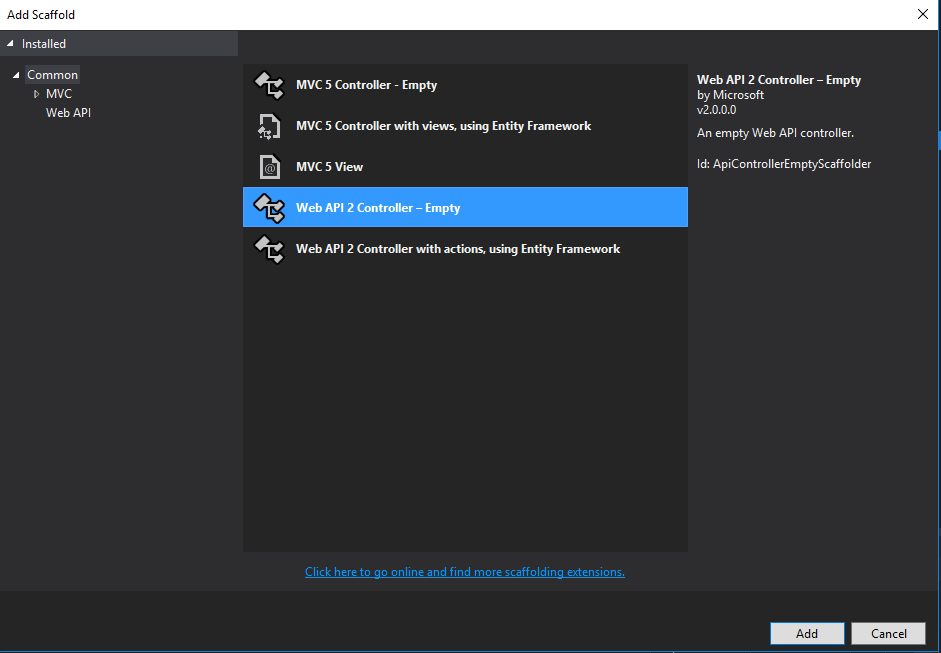 Add Scaffold
Installed
Common
MVC
Web API
MVC 5 Controller - Empty
MVC 5 Controller with views, using Entity Framework
MVC 5 View
Web API 2 Controller – Empty
Web API 2 Controller with actions, using Entity Framework
Web API 2 Controller – Empty
by Microsoft
v2.0.0.0
An empty Web API controller.
Id: ApiControllerEmptyScaffolder
Click here to go online and find more scaffolding extensions.
Add
Cancel